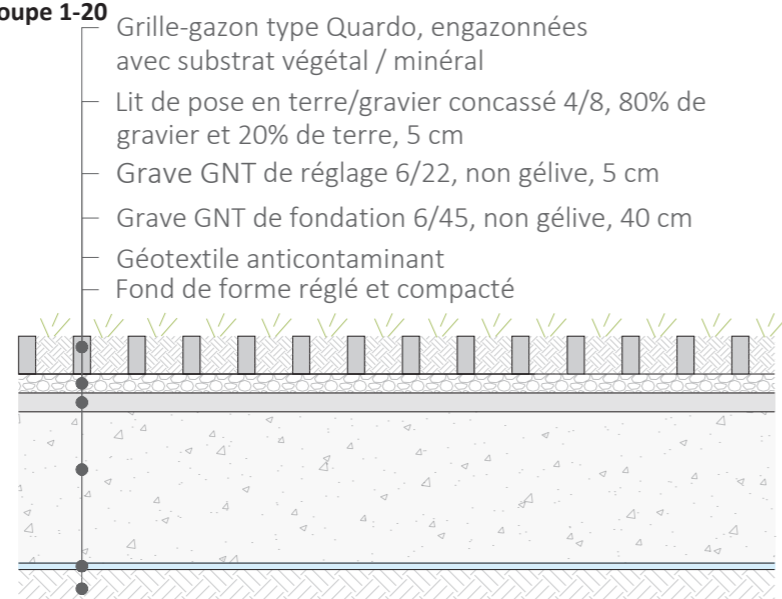 oupe 1-20
Grille-gazon type Quardo, engazonnées
avec substrat végétal / minéral
Lit de pose en terre/gravier concassé 4/8, 80% de
gravier et 20% de terre, 5 cm
Grave GNT de réglage 6/22, non gélive, 5 cm
Grave GNT de fondation 6/45, non gélive, 40 cm
Géotextile anticontaminant
Fond de forme réglé et compacté